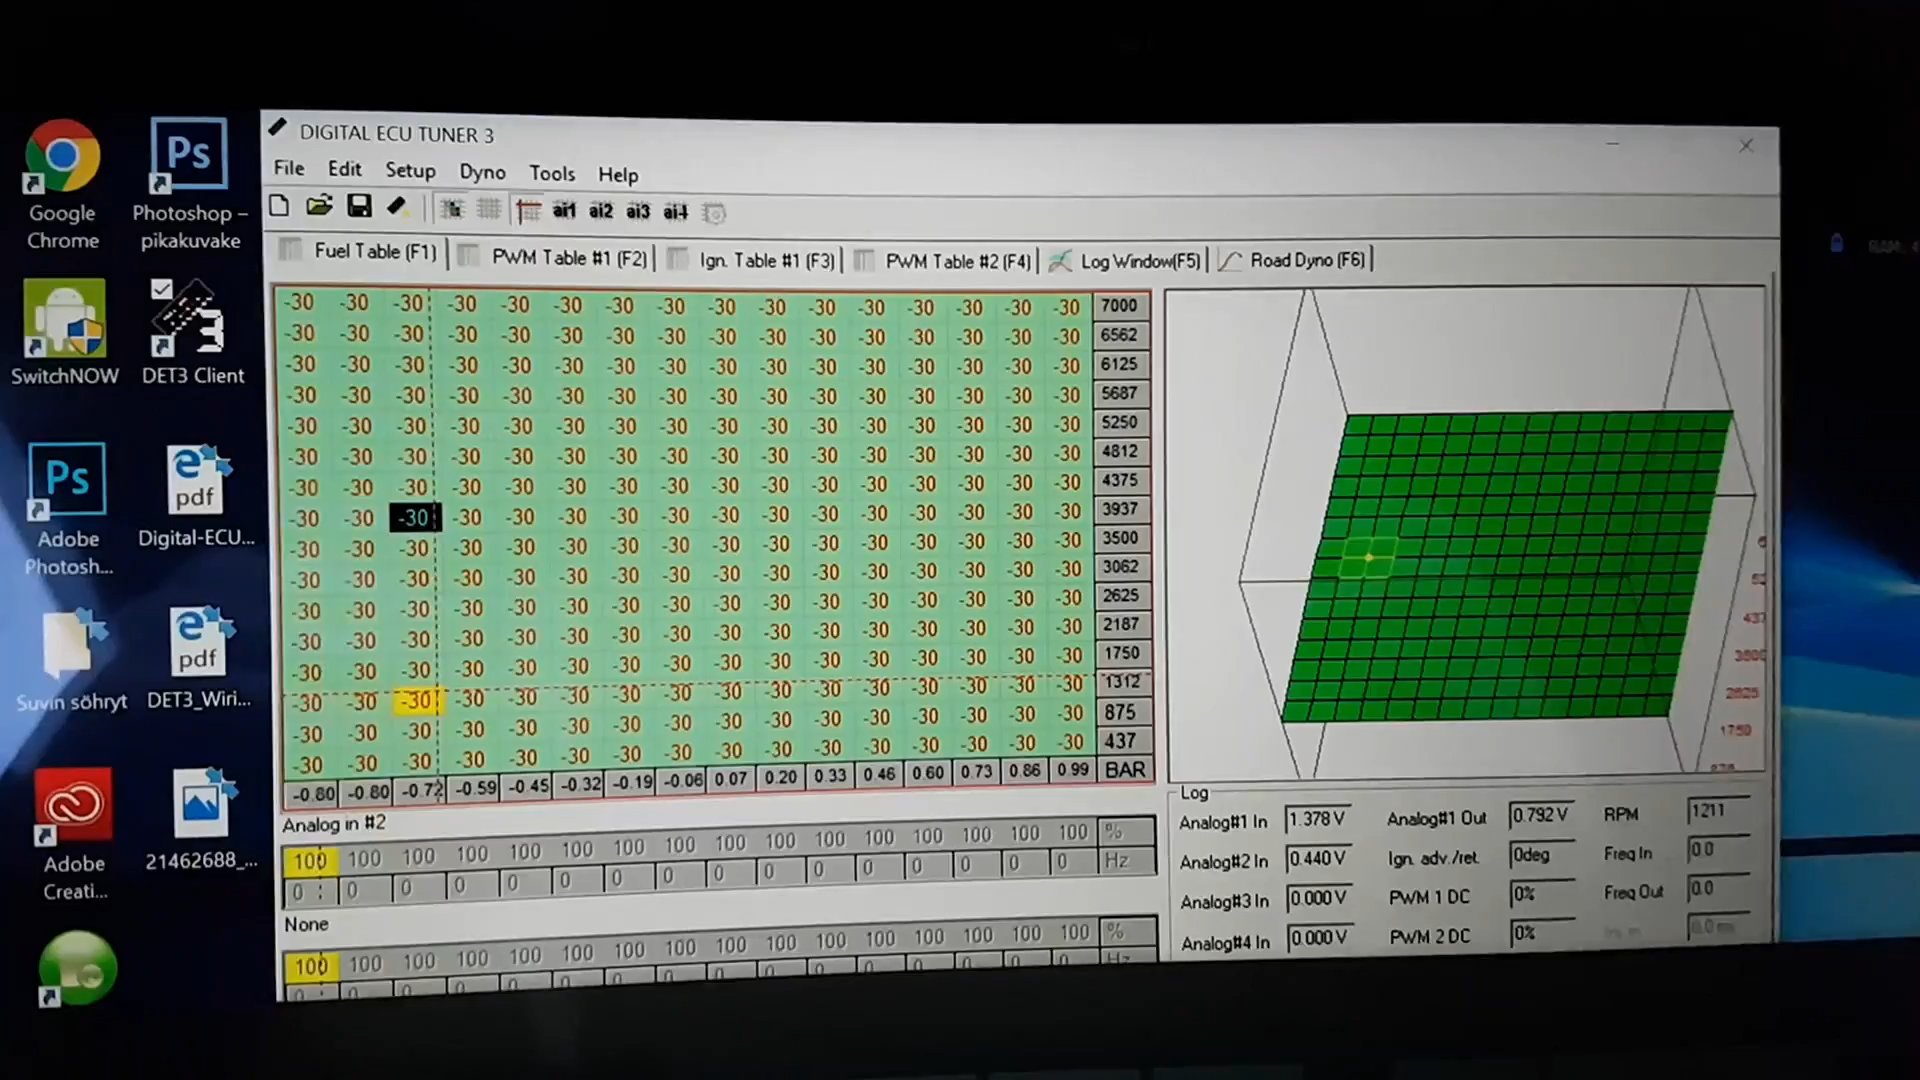 DIGITAL ECU TUNER 3
File Edit Setup Dyno Tools Help
ai1 ai2 ai3 ai4
Fuel Table (F1) PWM Table #1 (F2) Ign. Table #1 (F3) PWM Table #2 (F4) Log Window(F5) Road Dyno (F6)
-30 -30 -30 -30 -30 -30 -30 -30 -30 -30 -30 -30 -30 -30 -30 -30 7000
-30 -30 -30 -30 -30 -30 -30 -30 -30 -30 -30 -30 -30 -30 -30 -30 6562
-30 -30 -30 -30 -30 -30 -30 -30 -30 -30 -30 -30 -30 -30 -30 -30 6125
-30 -30 -30 -30 -30 -30 -30 -30 -30 -30 -30 -30 -30 -30 -30 -30 5687
-30 -30 -30 -30 -30 -30 -30 -30 -30 -30 -30 -30 -30 -30 -30 -30 5250
-30 -30 -30 -30 -30 -30 -30 -30 -30 -30 -30 -30 -30 -30 -30 -30 4812
-30 -30 -30 -30 -30 -30 -30 -30 -30 -30 -30 -30 -30 -30 -30 -30 4375
-30 -30 -30 -30 -30 -30 -30 -30 -30 -30 -30 -30 -30 -30 -30 -30 3937
-30 -30 -30 -30 -30 -30 -30 -30 -30 -30 -30 -30 -30 -30 -30 -30 3500
-30 -30 -30 -30 -30 -30 -30 -30 -30 -30 -30 -30 -30 -30 -30 -30 3062
-30 -30 -30 -30 -30 -30 -30 -30 -30 -30 -30 -30 -30 -30 -30 -30 2625
-30 -30 -30 -30 -30 -30 -30 -30 -30 -30 -30 -30 -30 -30 -30 -30 2187
-30 -30 -30 -30 -30 -30 -30 -30 -30 -30 -30 -30 -30 -30 -30 -30 1750
-30 -30 -30 -30 -30 -30 -30 -30 -30 -30 -30 -30 -30 -30 -30 -30 1312
-30 -30 -30 -30 -30 -30 -30 -30 -30 -30 -30 -30 -30 -30 -30 -30 875
-30 -30 -30 -30 -30 -30 -30 -30 -30 -30 -30 -30 -30 -30 -30 -30 437
-0.80 -0.80 -0.72 -0.59 -0.45 -0.32 -0.19 -0.06 0.07 0.20 0.33 0.46 0.60 0.73 0.86 0.99 BAR
Analog in #2
100 100 100 100 100 100 100 100 100 100 100 100 100 100 100 %
0 0 0 0 0 0 0 0 0 0 0 0 0 0 0 Hz
None
100 100 100 100 100 100 100 100 100 100 100 100 100 100 100 %
0 0 0 0 0 0 0 0 0 0 0 0 0 0 0 Hz
3500
2625
1750
Log
Analog#1 In 1.378 V Analog#1 Out 0.792 V RPM 1211
Analog#2 In 0.440 V Ign. adv./ret. 0deg Freq In 0.0
Analog#3 In 0.000 V PWM 1 DC 0% Freq Out 0.0
Analog#4 In 0.000 V PWM 2 DC 0%
Google Chrome
Ps
Photoshop – pikakuvake
SwitchNOW
3
DET3 Client
Ps
Adobe Photosh...
pdf
Digital-ECU...
Suvin söhryt
pdf
DET3_Wiri...
Adobe Creati...
21462688_...